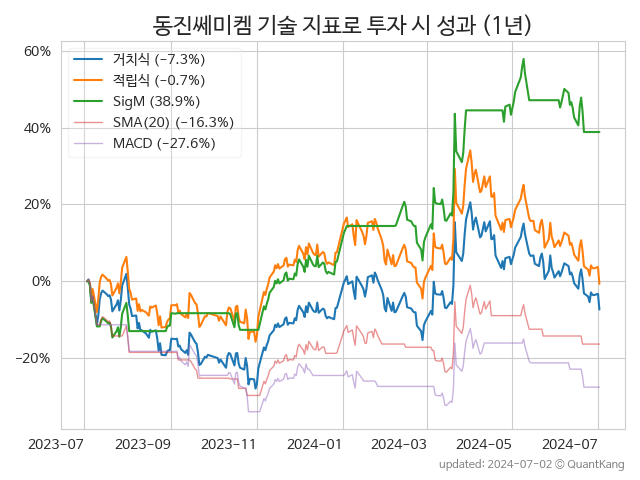 동진쎄미켐 기술 지표로 투자 시 성과 (1년)
60%
40%
20%
0%
−20%
거치식 (−7.3%)
적립식 (−0.7%)
SigM (38.9%)
SMA(20) (−16.3%)
MACD (−27.6%)
2023-07
2023-09
2023-11
2024-01
2024-03
2024-05
2024-07
updated: 2024-07-02 © QuantKang